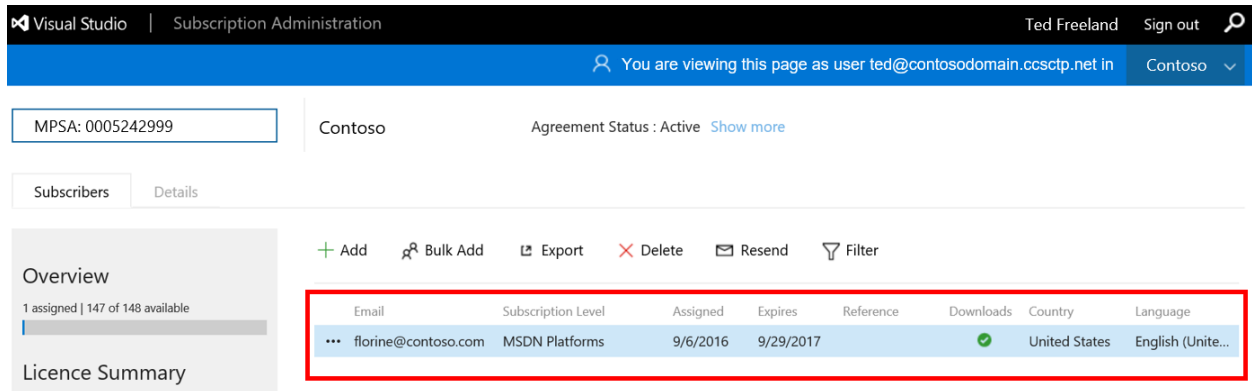 Visual Studio | Subscription Administration Ted Freeland Sign out
You are viewing this page as user ted@contosodomain.ccsctp.net in Contoso
MPSA: 0005242999 Contoso Agreement Status : Active Show more
Subscribers Details
+ Add Bulk Add Export Delete Resend Filter
Overview
1 assigned | 147 of 148 available
Email Subscription Level Assigned Expires Reference Downloads Country Language
••• florine@contoso.com MSDN Platforms 9/6/2016 9/29/2017 United States English (Unite...
Licence Summary